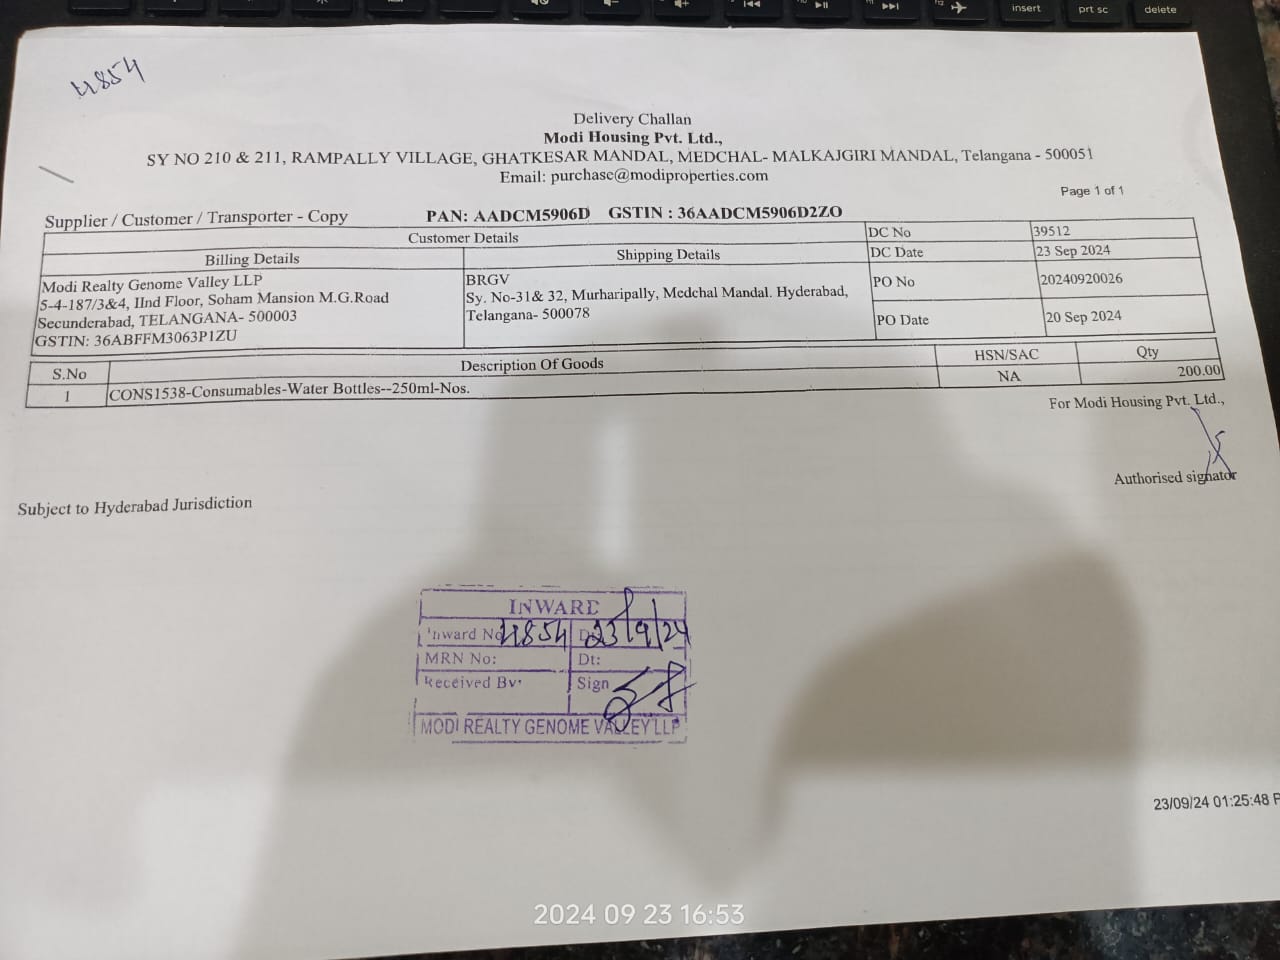 insert
prt sc
delete
Delivery Challan
Modi Housing Pvt. Ltd.,
SY NO 210 & 211, RAMPALLY VILLAGE, GHATKESAR MANDAL, MEDCHAL- MALKAJGIRI MANDAL, Telangana - 500051
Email: purchase@modiproperties.com
Page 1 of 1
Supplier / Customer / Transporter - Copy PAN: AADCM5906D GSTIN : 36AADCM5906D2ZO
Customer Details
DC No 39512
Billing Details Shipping Details
DC Date 23 Sep 2024
Modi Realty Genome Valley LLP
5-4-187/3&4, IInd Floor, Soham Mansion M.G.Road
Secunderabad, TELANGANA- 500003
GSTIN: 36ABFFM3063P1ZU
BRGV
Sy. No-31& 32, Murharipally, Medchal Mandal. Hyderabad,
Telangana- 500078
PO No 20240920026
PO Date 20 Sep 2024
S.No Description Of Goods HSN/SAC Qty
1 CONS1538-Consumables-Water Bottles--250ml-Nos. NA 200.00
For Modi Housing Pvt. Ltd.,
Authorised signator
Subject to Hyderabad Jurisdiction
INWARD
Inward No 23/9/24
MRN No: Dt:
Received By: Sign
MODI REALTY GENOME VALLEY LLP
23/09/24 01:25:48 P
2024 09 23 16:53